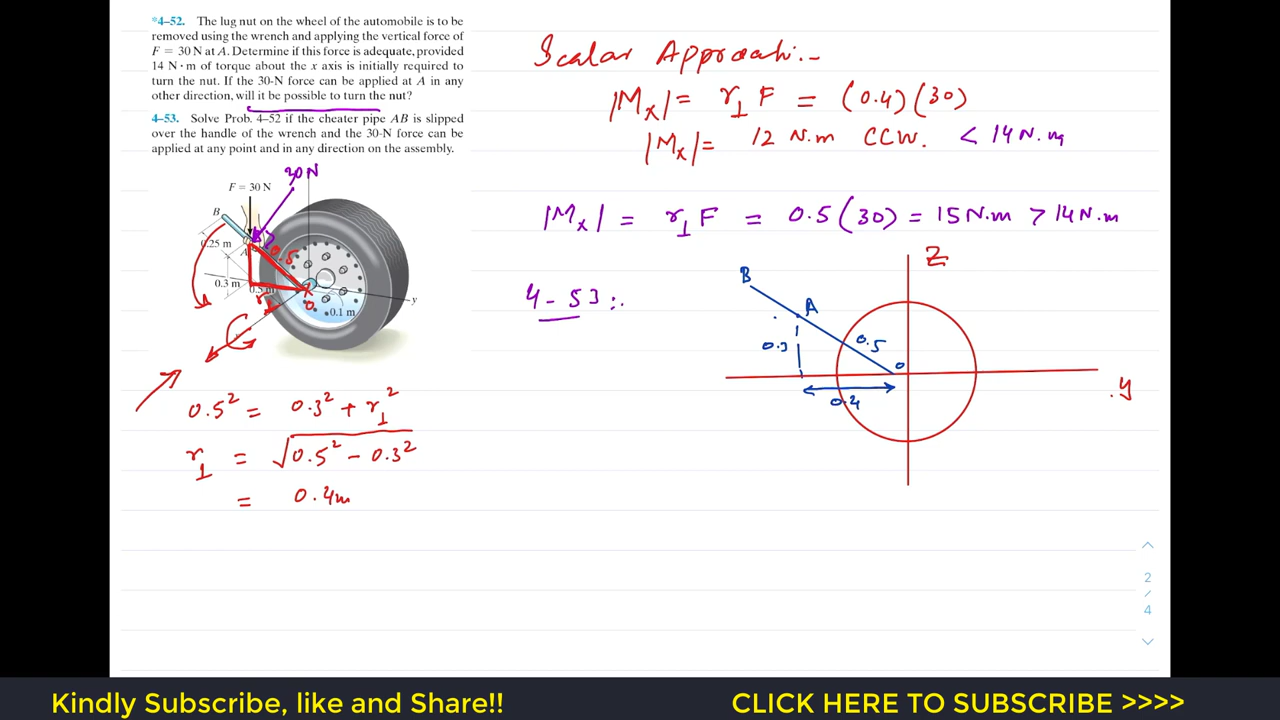 *4–52. The lug nut on the wheel of the automobile is to be
removed using the wrench and applying the vertical force of
F = 30 N at A. Determine if this force is adequate, provided
14 N · m of torque about the x axis is initially required to
turn the nut. If the 30-N force can be applied at A in any
other direction, will it be possible to turn the nut?
4–53. Solve Prob. 4–52 if the cheater pipe AB is slipped
over the handle of the wrench and the 30-N force can be
applied at any point and in any direction on the assembly.
30N
F = 30 N
B
0.25 m
A
0.5
0.3 m
0.5 m
r⊥
0.1 m
y
0.5² = 0.3² + r⊥²
r⊥ = √0.5² – 0.3²
= 0.4m
Scalar Approach:-
|Mx| = r⊥ F = (0.4) (30)
|Mx| = 12 N.m CCW. < 14 N.m
|Mx| = r⊥ F = 0.5 (30) = 15 N.m > 14 N.m
4-53:.
Z
B
A
0.3
0.5
o
0.4
y
2
/
4
Kindly Subscribe, like and Share!!
CLICK HERE TO SUBSCRIBE >>>>